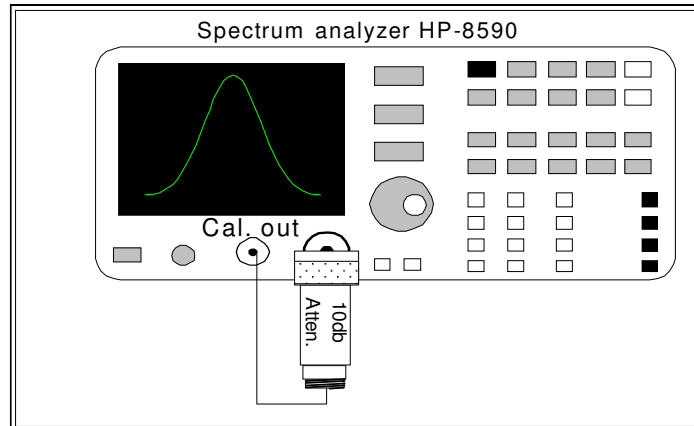 Spectrum analyzer HP-8590
Cal. out
10db
Atten.